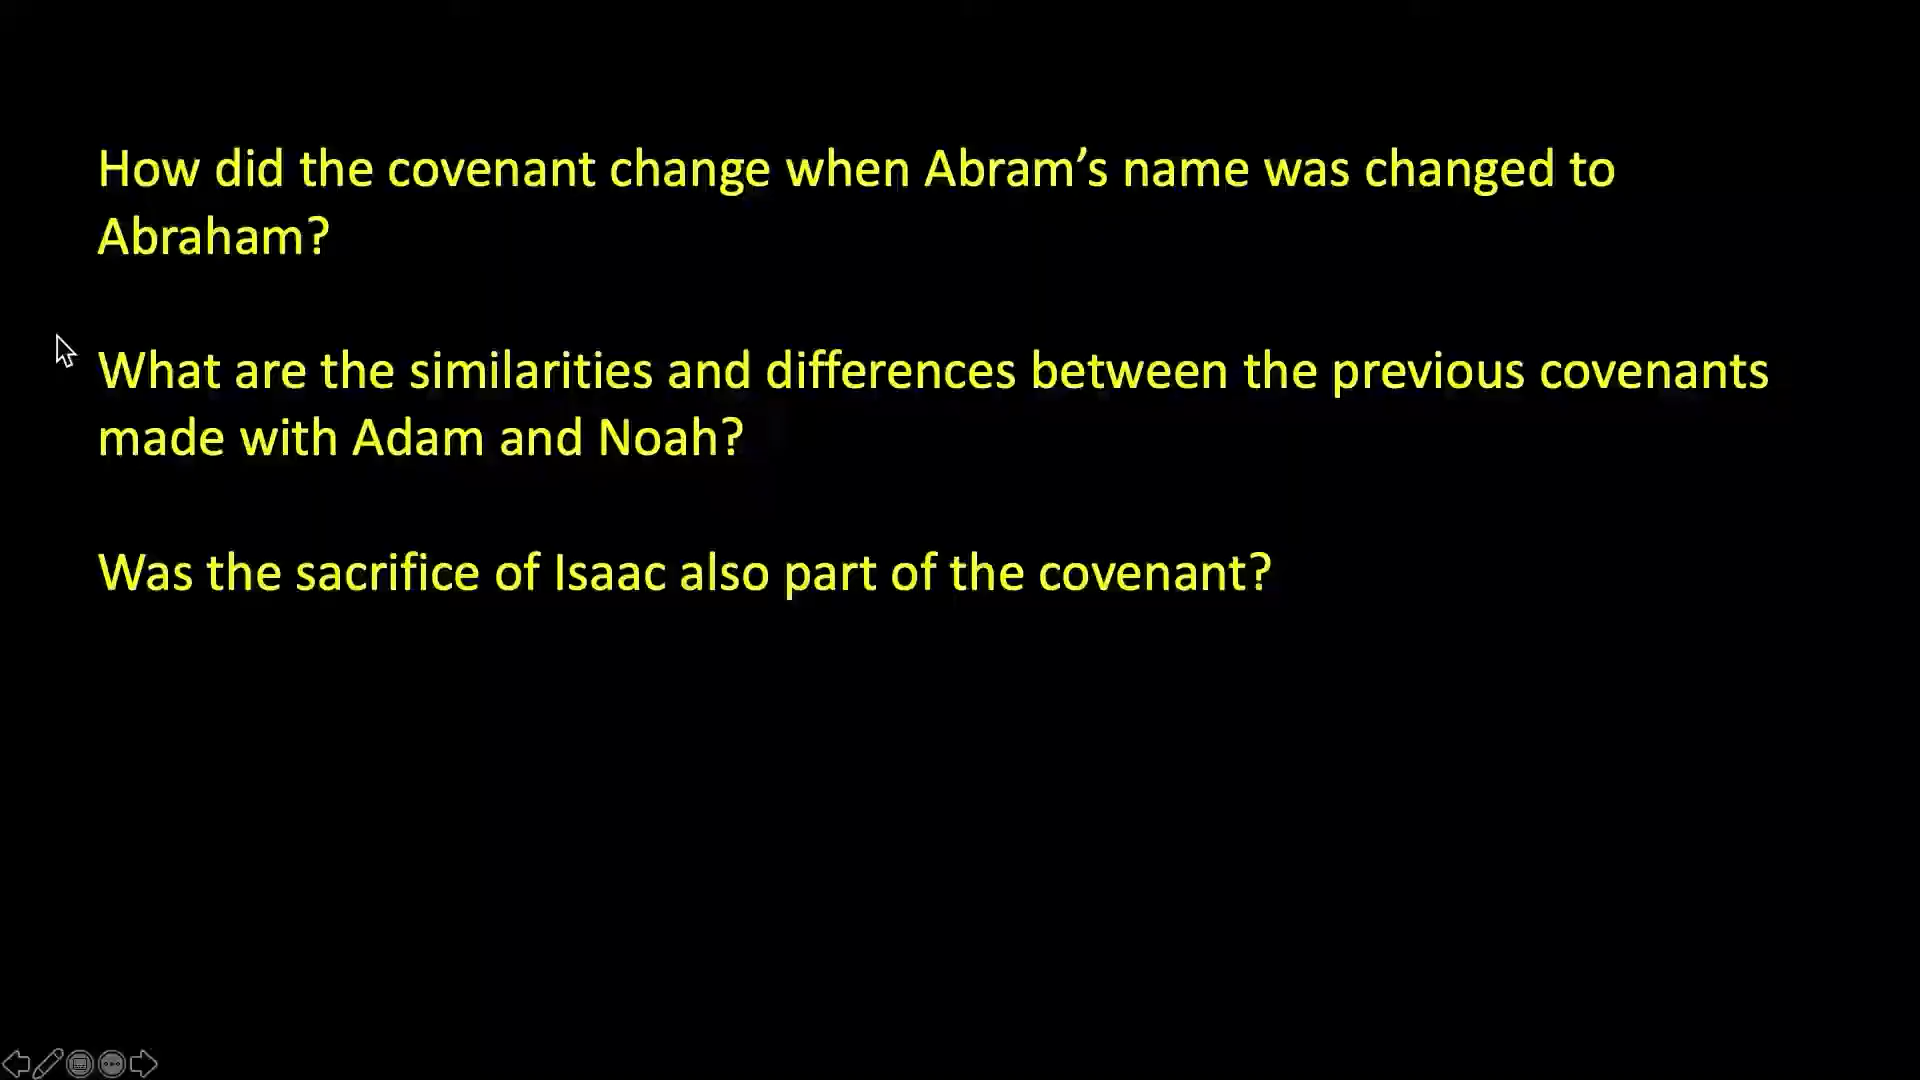 How did the covenant change when Abram’s name was changed to
Abraham?
What are the similarities and differences between the previous covenants
made with Adam and Noah?
Was the sacrifice of Isaac also part of the covenant?